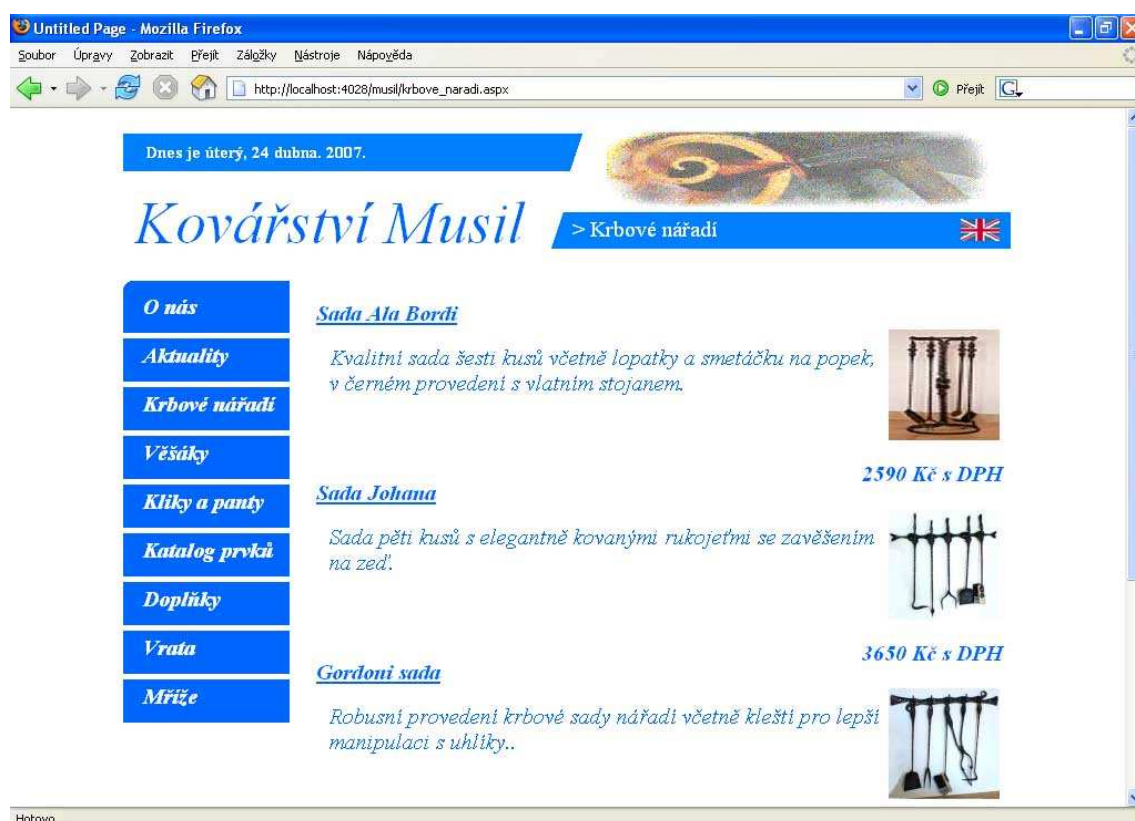 Untitled Page - Mozilla Firefox
Soubor Úpravy Zobrazit Přejít Záložky Nástroje Nápověda
http://localhost:4028/musil/krbove_naradi.aspx Přejít G
Dnes je úterý, 24 dubna. 2007.
Kovářství Musil
> Krbové nářadí
O nás
Aktuality
Krbové nářadí
Věšáky
Kliky a panty
Katalog prvků
Doplňky
Vrata
Mříže
Sada Ala Bordi
Kvalitní sada šesti kusů včetně lopatky a smetáčku na popek,
v černém provedení s vlatním stojanem.
2590 Kč s DPH
Sada Johana
Sada pěti kusů s elegantně kovanými rukojeťmi se zavěšením
na zeď.
3650 Kč s DPH
Gordoni sada
Robusní provedení krbové sady nářadí včetně kleští pro lepší
manipulaci s uhlíky..
Hotovo